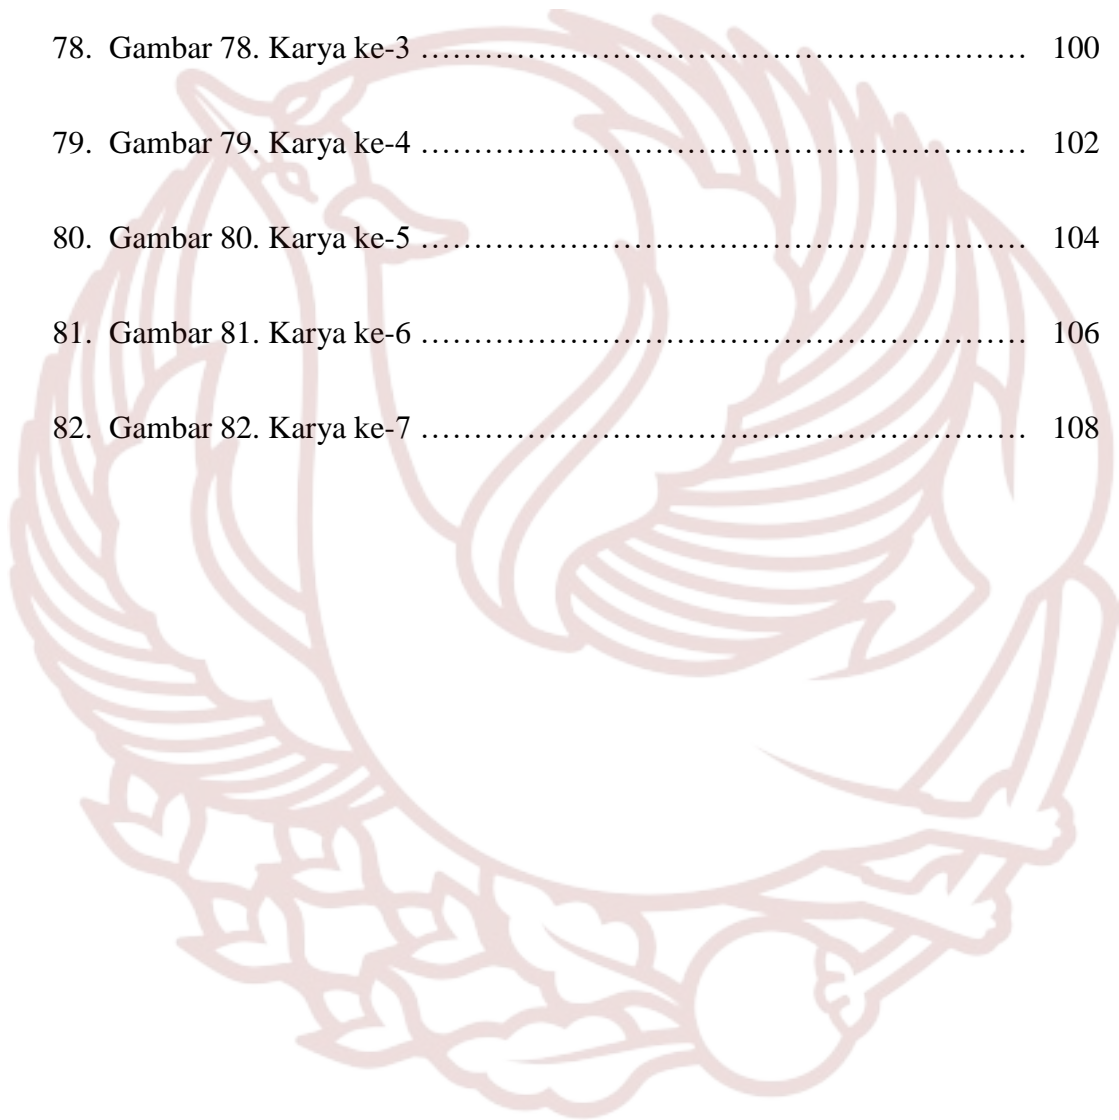 78. Gambar 78. Karya ke-3 ……………………………………………… 100
79. Gambar 79. Karya ke-4 ……………………………………………… 102
80. Gambar 80. Karya ke-5 ……………………………………………… 104
81. Gambar 81. Karya ke-6 ……………………………………………… 106
82. Gambar 82. Karya ke-7 ……………………………………………… 108